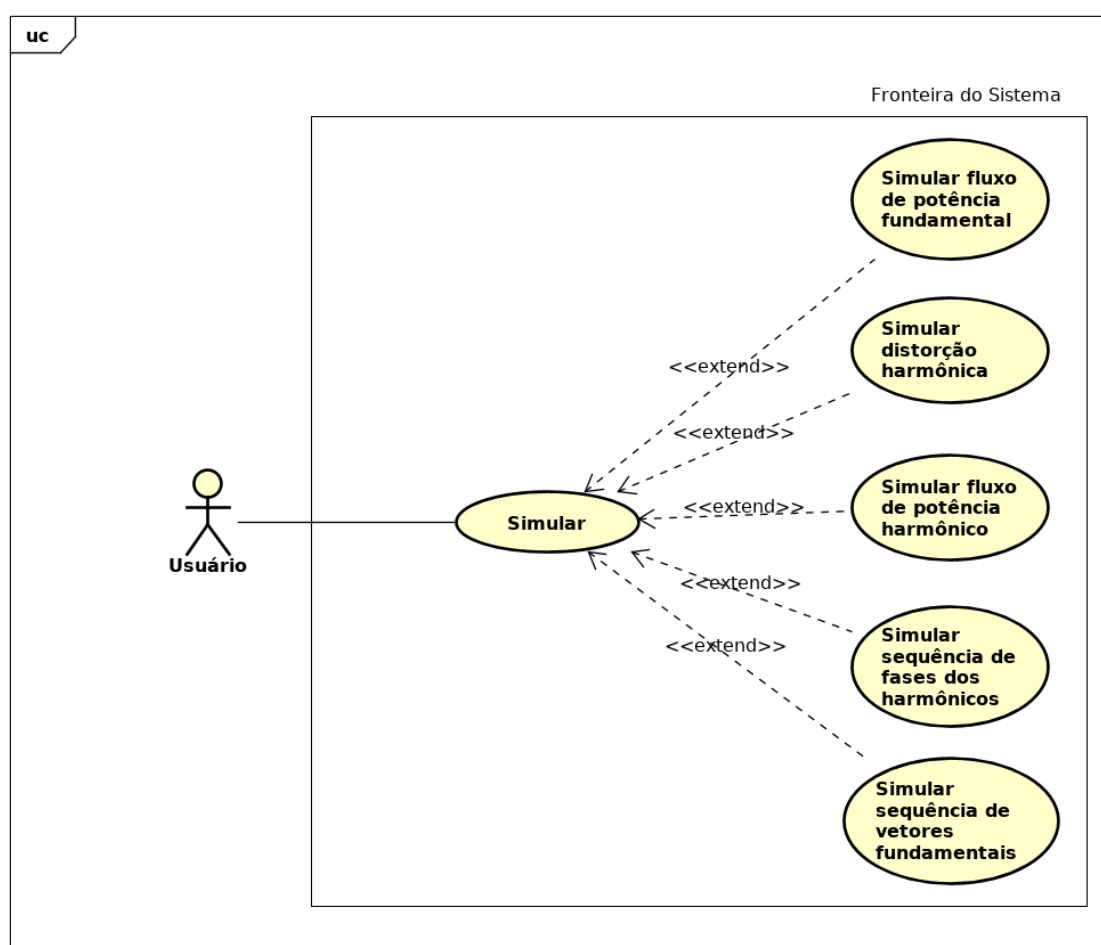 uc
Fronteira do Sistema
Simular fluxo
de potência
fundamental
Simular
distorção
harmônica
<<extend>>
<<extend>>
Simular fluxo
de potência
harmônico
<<extend>>
Simular
Usuário
<<extend>>
Simular
sequência de
fases dos
harmônicos
<<extend>>
Simular
sequência de
vetores
fundamentais